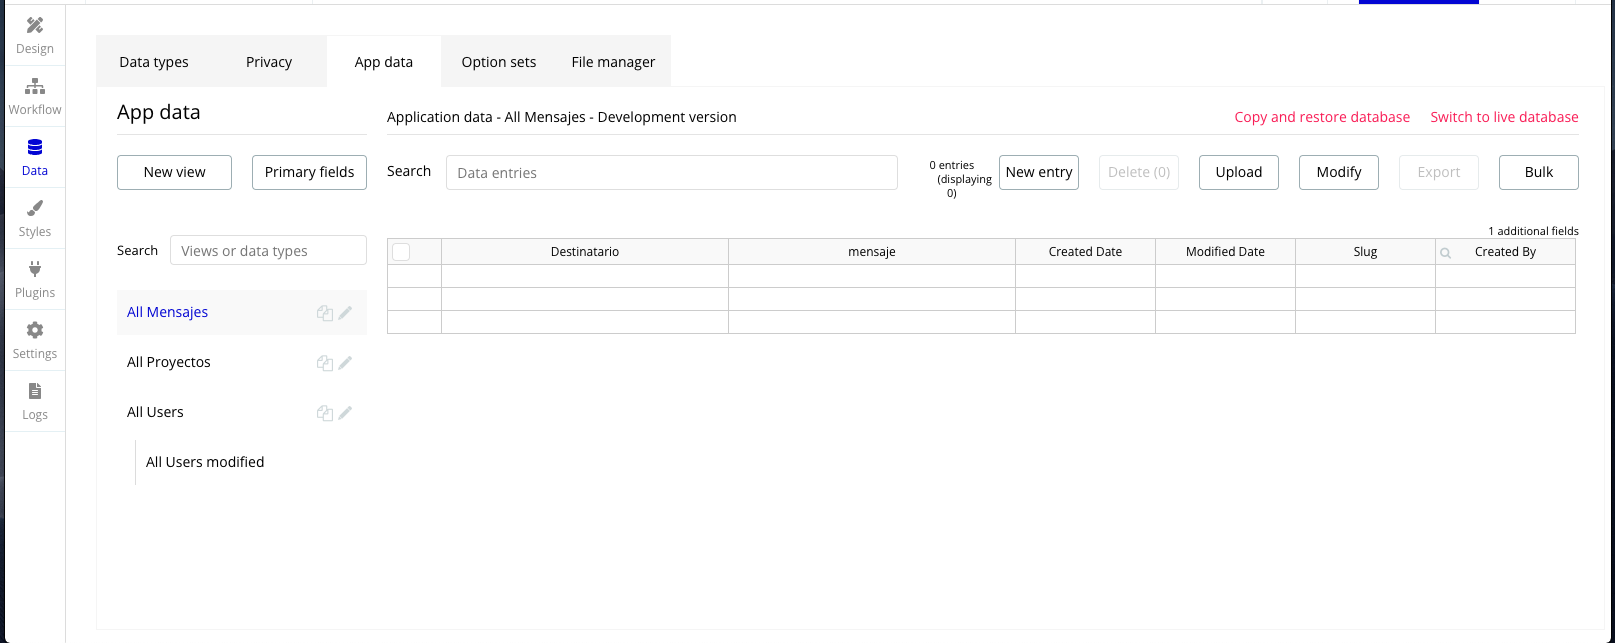 Design
Workflow
Data
Styles
Plugins
Settings
Logs
Data types Privacy App data Option sets File manager
App data
New view Primary fields
Search Views or data types
All Mensajes
All Proyectos
All Users
All Users modified
Application data - All Mensajes - Development version Copy and restore database Switch to live database
Search Data entries 0 entries
(displaying
0)
New entry Delete (0) Upload Modify Export Bulk
1 additional fields
Destinatario mensaje Created Date Modified Date Slug Created By